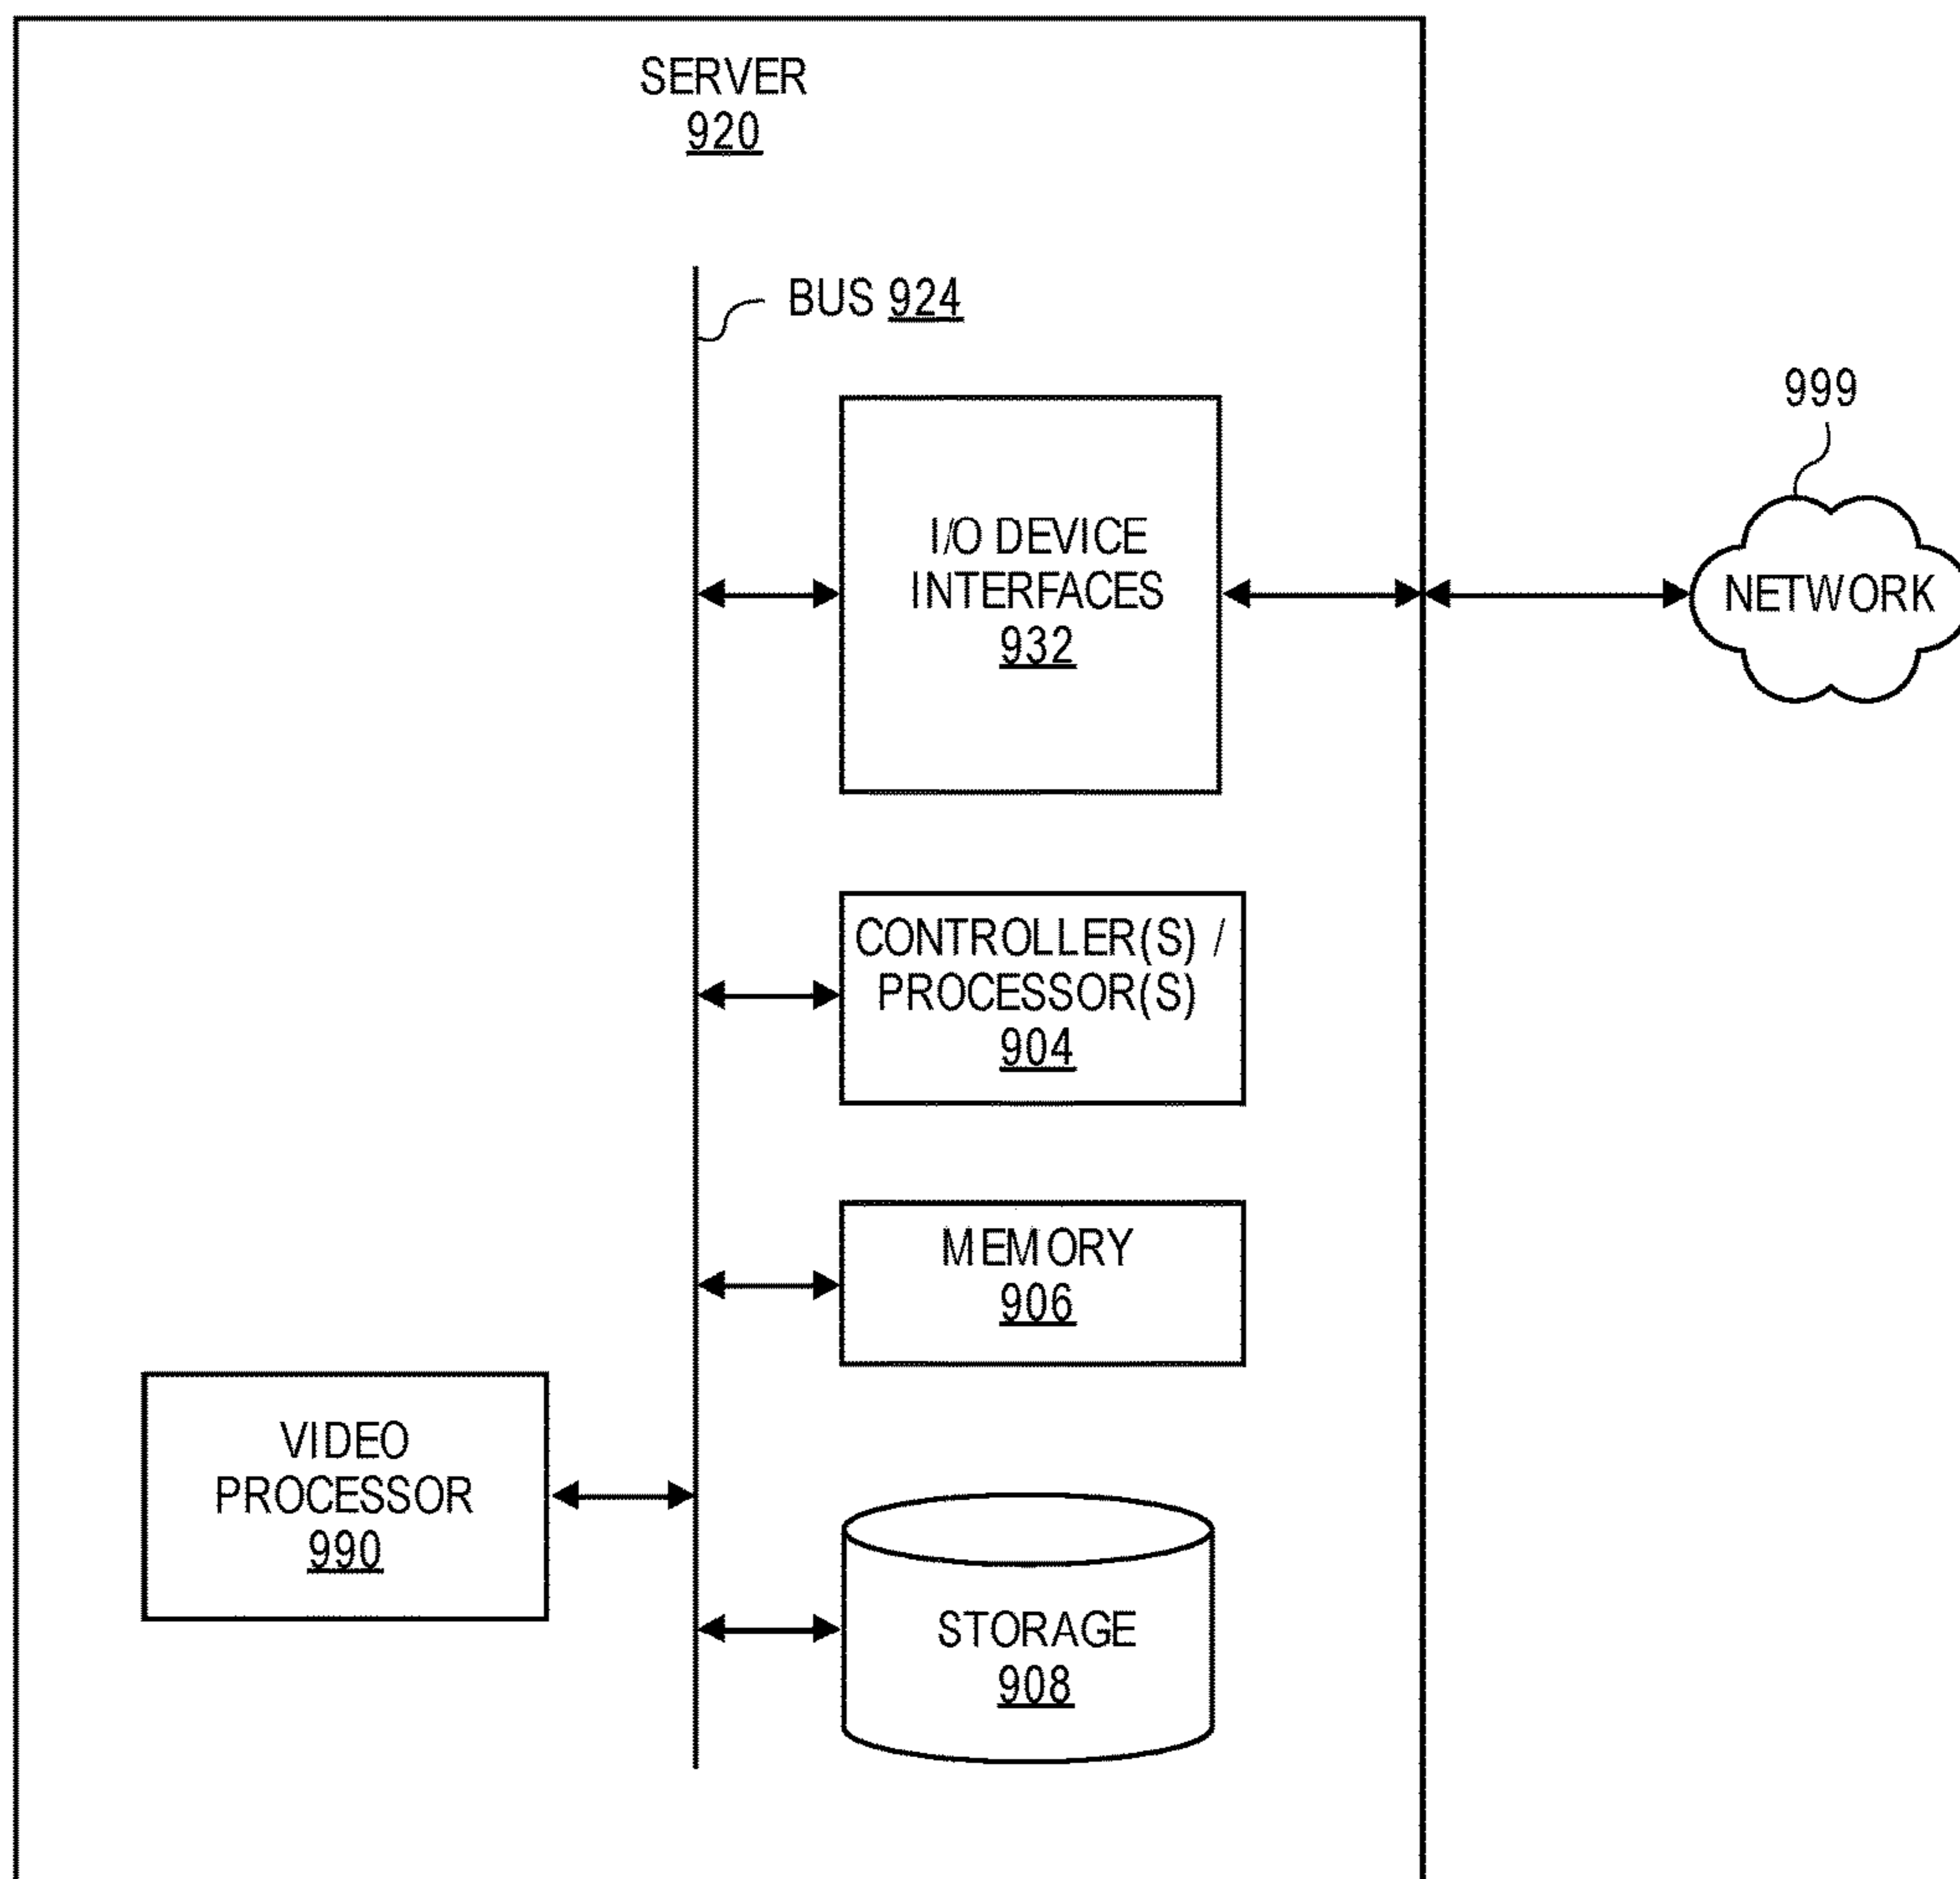 SERVER
920
BUS 924
999
I/O DEVICE
INTERFACES
932
NETWORK
CONTROLLER(S) /
PROCESSOR(S)
904
MEMORY
906
VIDEO
PROCESSOR
990
STORAGE
908